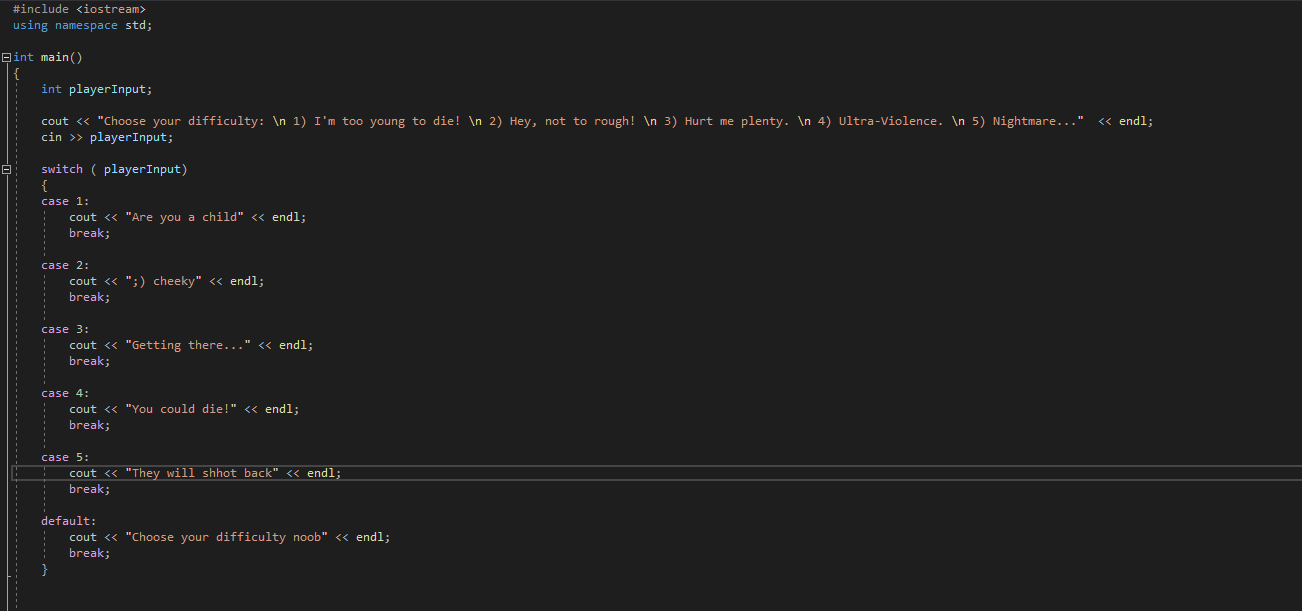 #include <iostream>
using namespace std;
int main()
{
int playerInput;
cout << "Choose your difficulty: \n 1) I'm too young to die! \n 2) Hey, not to rough! \n 3) Hurt me plenty. \n 4) Ultra-Violence. \n 5) Nightmare..."  << endl;
cin >> playerInput;
switch ( playerInput)
{
case 1:
cout << "Are you a child" << endl;
break;
case 2:
cout << ";) cheeky" << endl;
break;
case 3:
cout << "Getting there..." << endl;
break;
case 4:
cout << "You could die!" << endl;
break;
case 5:
cout << "They will shhot back" << endl;
break;
default:
cout << "Choose your difficulty noob" << endl;
break;
}